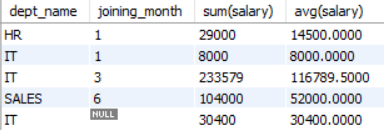 dept_name joining_month sum(salary) avg(salary)
HR 1 29000 14500.0000
IT 1 8000 8000.0000
IT 3 233579 116789.5000
SALES 6 104000 52000.0000
IT NULL 30400 30400.0000